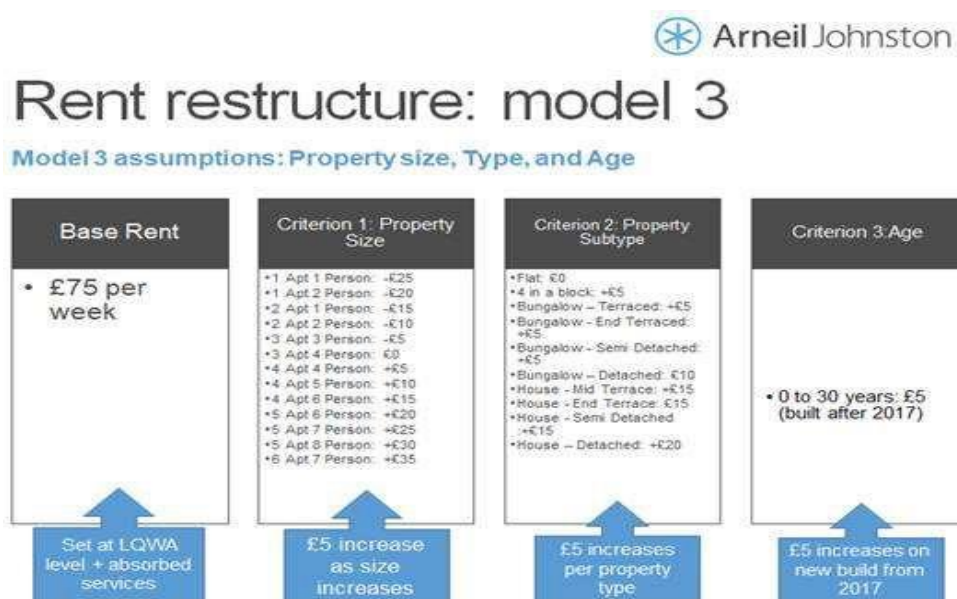 Arneil Johnston
Rent restructure: model 3
Model 3 assumptions: Property size, Type, and Age
Base Rent
• £75 per
week
Set at LQWA
level + absorbed
services
Criterion 1: Property
Size
•1 Apt 1 Person: -£25
•1 Apt 2 Person: -£20
•2 Apt 1 Person: -£15
•2 Apt 2 Person: -£10
•3 Apt 3 Person: -£5
•3 Apt 4 Person: £0
•4 Apt 4 Person: +£5
•4 Apt 5 Person: +£10
•4 Apt 6 Person: +£15
•5 Apt 6 Person: +£20
•5 Apt 7 Person: +£25
•5 Apt 8 Person: +£30
•6 Apt 7 Person: +£35
£5 increase
as size
increases
Criterion 2: Property
Subtype
•Flat: £0
•4 in a block: +£5
•Bungalow – Terraced: +£5
•Bungalow - End Terraced:
+£5
•Bungalow - Semi Detached:
+£5
•Bungalow – Detached: £10
•House - Mid Terrace: +£15
•House - End Terrace: £15
•House - Semi Detached
:+£15
•House – Detached: +£20
£5 increases
per property
type
Criterion 3:Age
• 0 to 30 years: £5
(built after 2017)
£5 increases on
new build from
2017